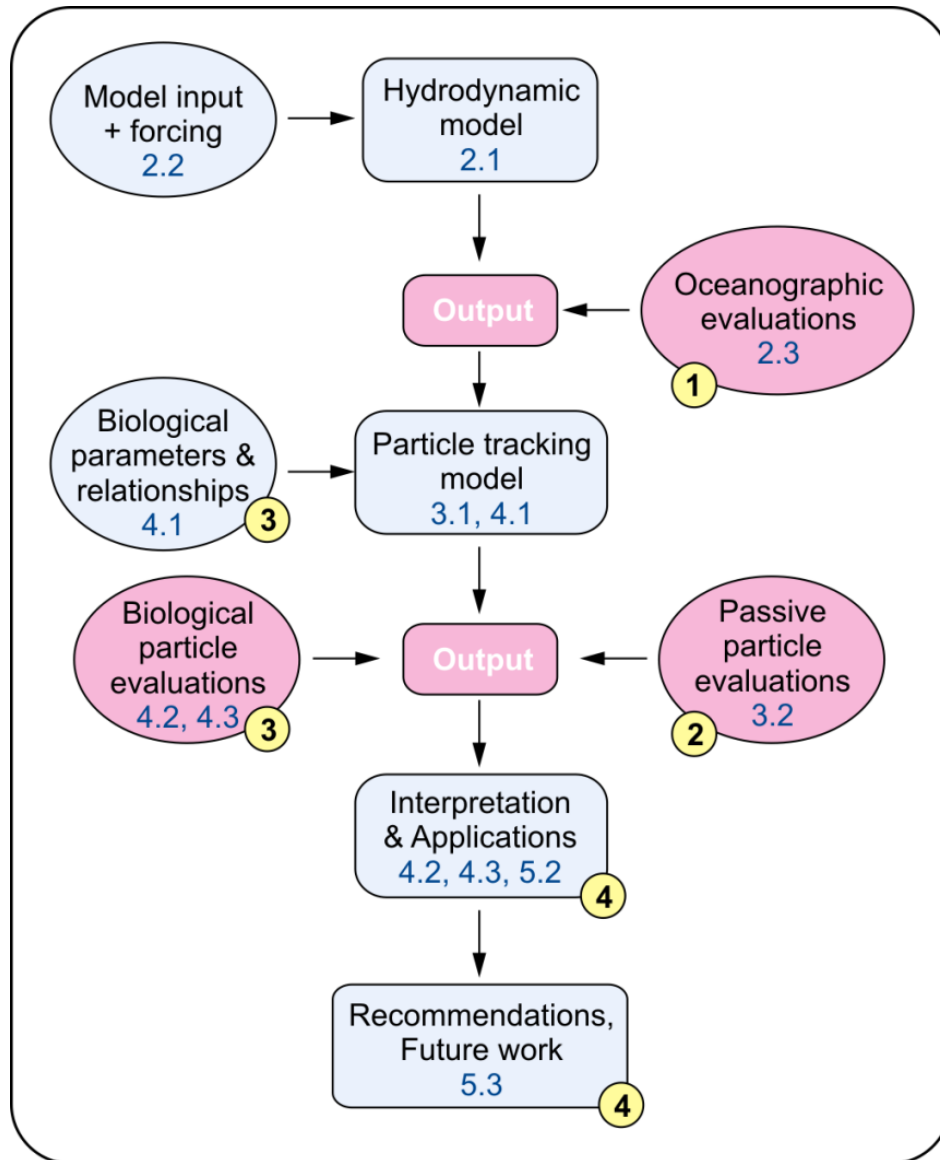 Model input
+ forcing
2.2
Hydrodynamic
model
2.1
Output
Oceanographic
evaluations
2.3
1
Biological
parameters &
relationships
4.1
3
Particle tracking
model
3.1, 4.1
Biological
particle
evaluations
4.2, 4.3
3
Output
Passive
particle
evaluations
3.2
2
Interpretation
& Applications
4.2, 4.3, 5.2
4
Recommendations,
Future work
5.3
4